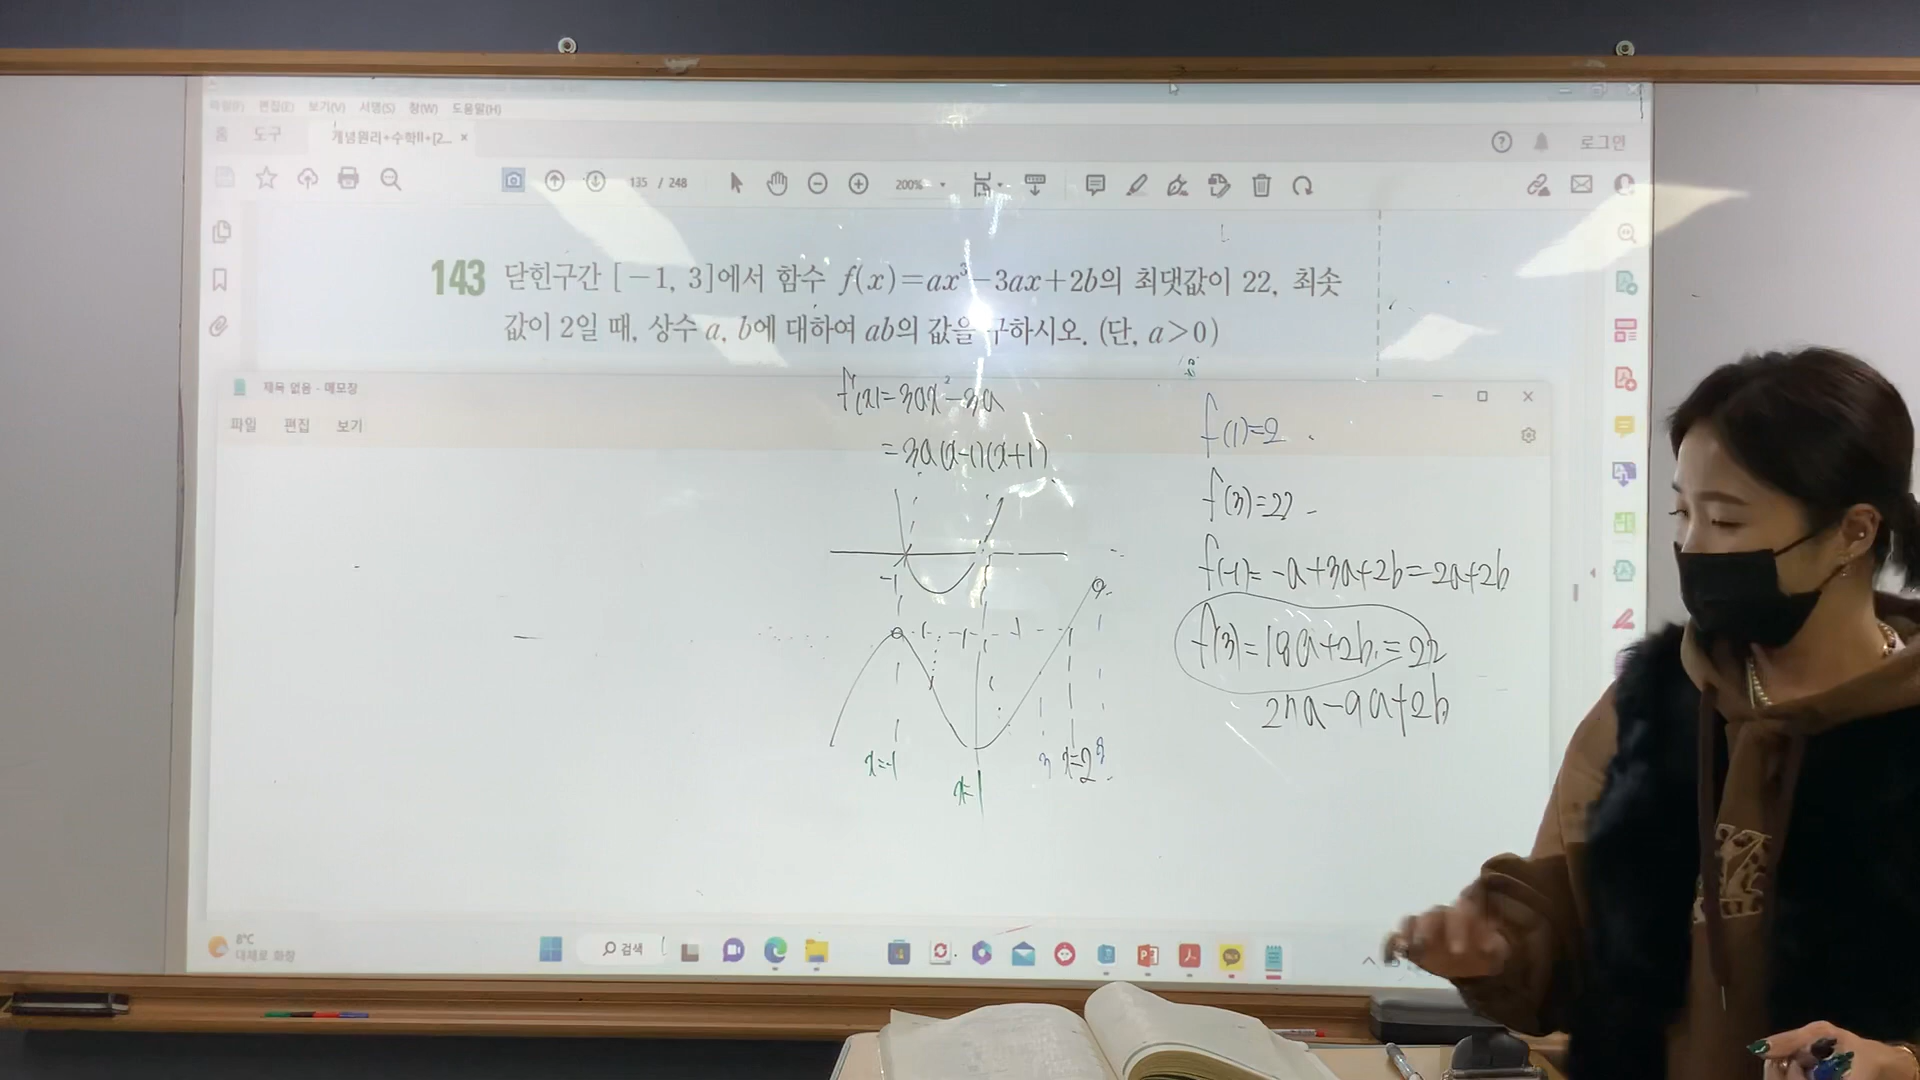 파일(F) 편집(E) 보기(V) 서명(S) 창(W) 도움말(H)
홈 도구 개념원리+수학II+[2... × 로그인
135 / 248 200%
143 닫힌구간 [-1, 3]에서 함수 f(x)=ax³-3ax+2b의 최댓값이 22, 최솟
값이 2일 때, 상수 a, b에 대하여 ab의 값을 구하시오. (단, a>0)
제목 없음 - 메모장
파일 편집 보기
f'(x)=3ax²-3a
=3a(x-1)(x+1)
-1
x=-1
x=1
3 x=2
f(1)=2
f(3)=22
f(-1)=-a+3a+2b=2a+2b
f(3)=18a+2b=22
27a-9a+2b
8°C
대체로 화창
검색